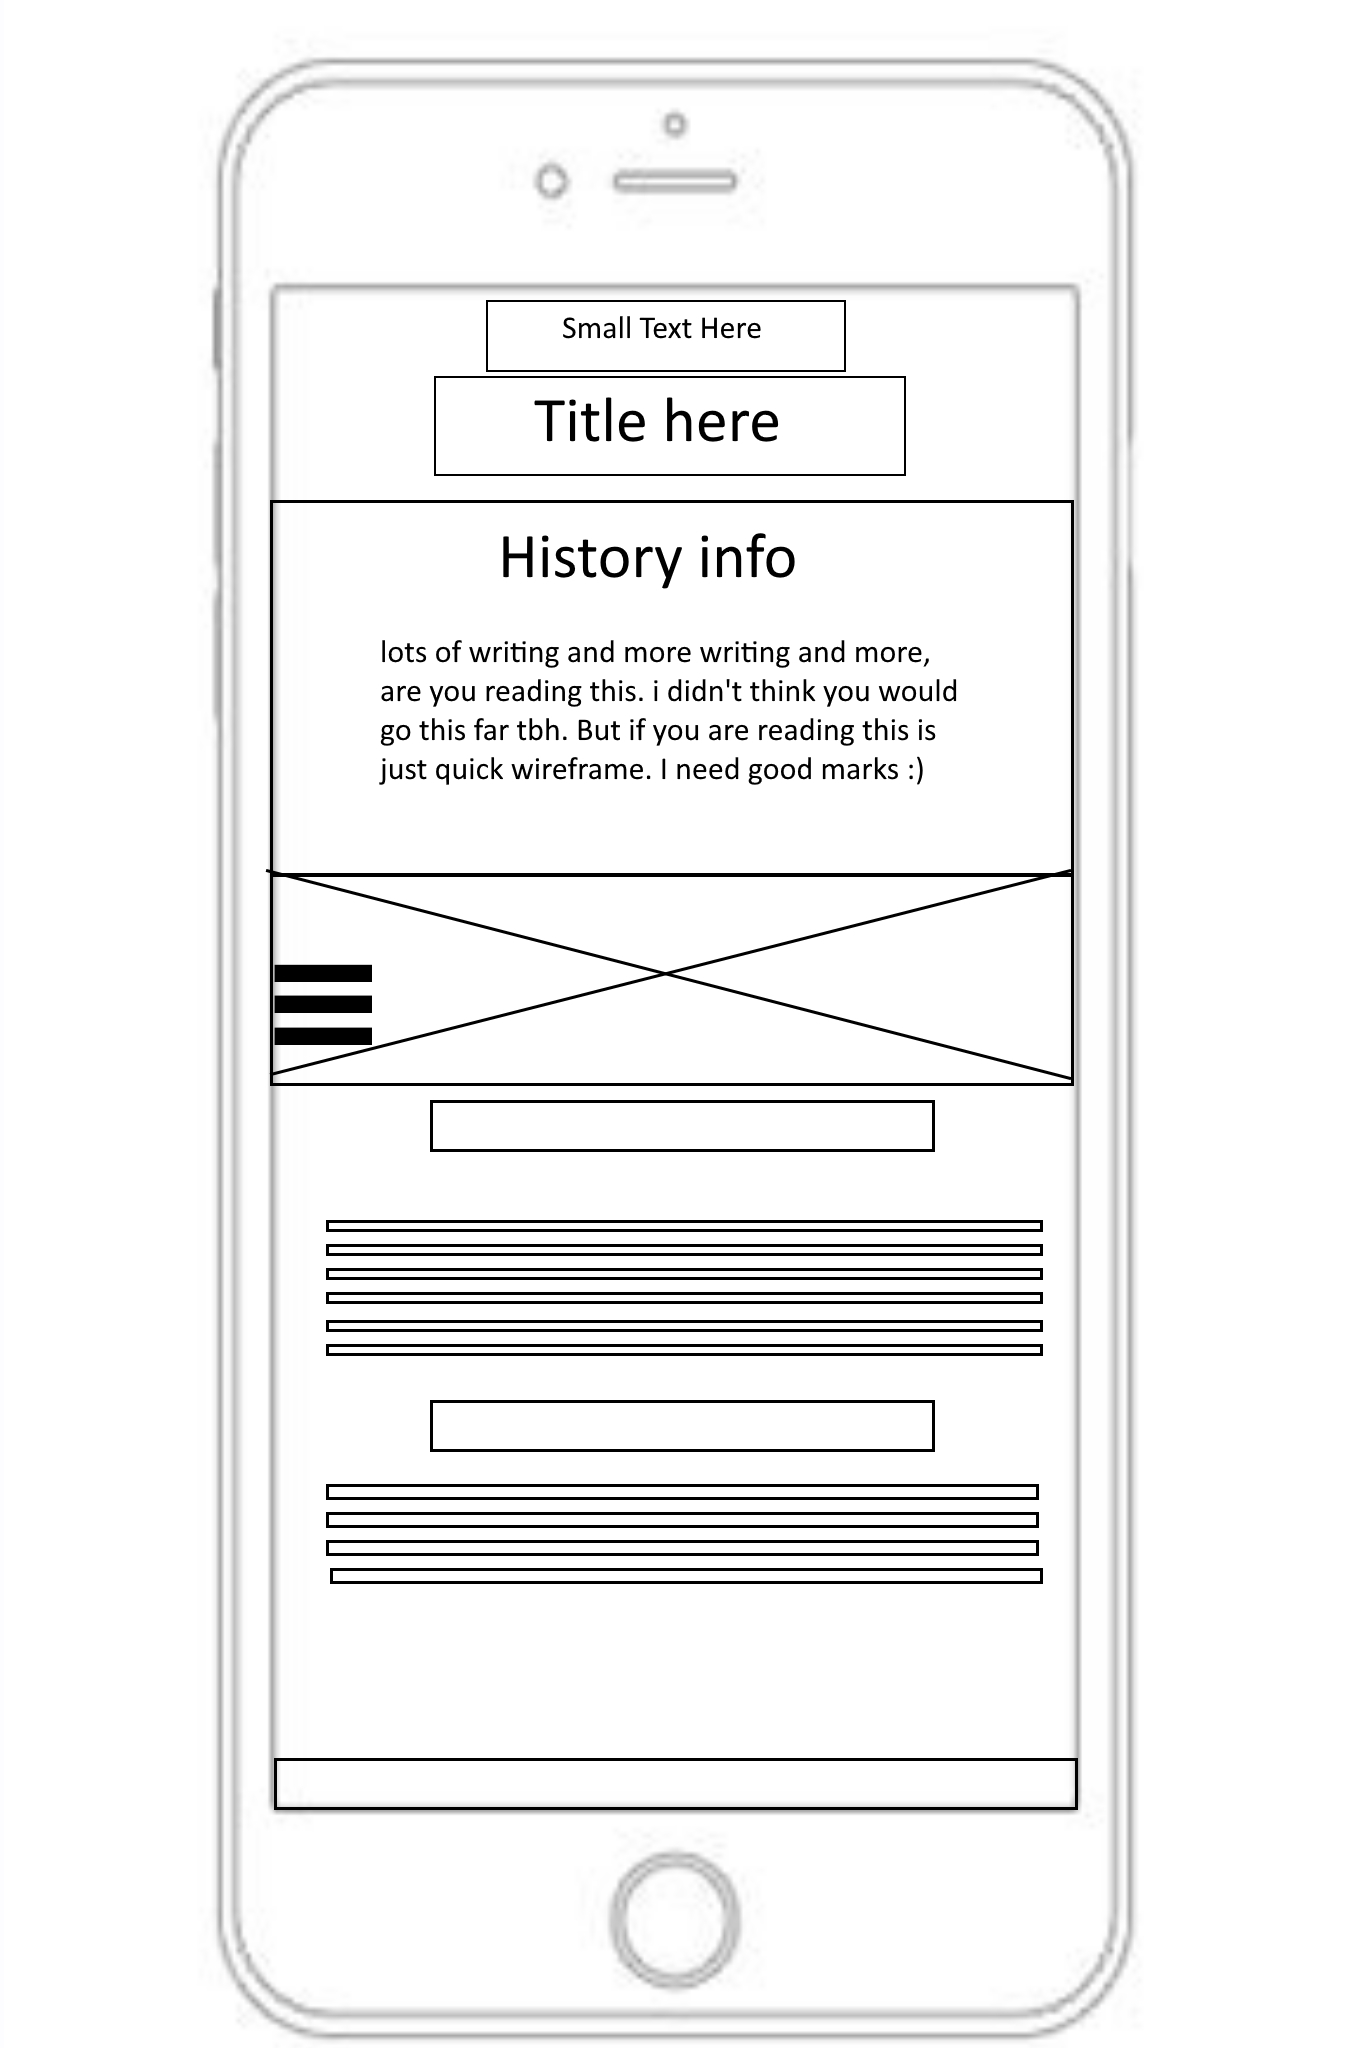 Small Text Here
Title here
History info
lots of writing and more writing and more,
are you reading this. i didn't think you would
go this far tbh. But if you are reading this is
just quick wireframe. I need good marks :)